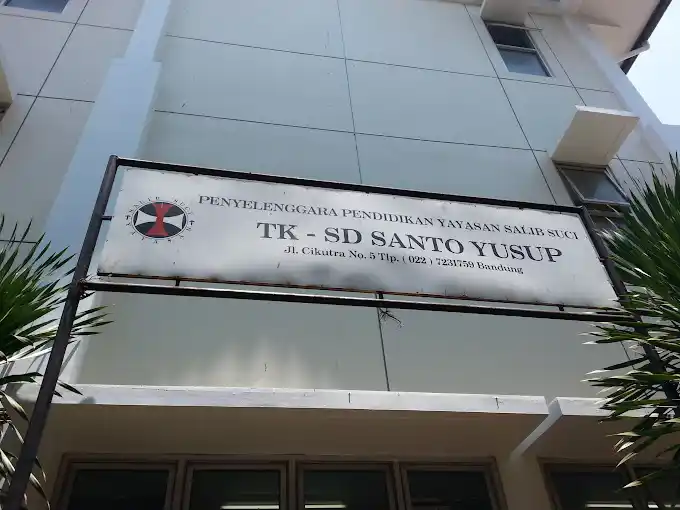 PENYELENGGARA PENDIDIKAN YAYASAN SALIB SUCI
TK - SD SANTO YUSUP
Jl. Cikutra No. 5 Tlp. ( 022 ) 7231759 Bandung